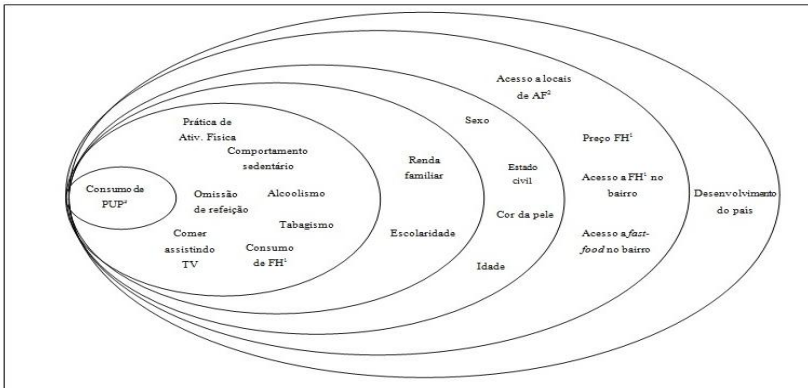 Consumo de
PUP⁴
Prática de
Ativ. Física
Comportamento
sedentário
Omissão
de refeição
Alcoolismo
Tabagismo
Comer
assistindo
TV
Consumo
de FH¹
Renda
familiar
Escolaridade
Sexo
Estado
civil
Cor da pele
Idade
Acesso a locais
de AF²
Preço FH¹
Acesso a FH¹ no
bairro
Acesso a fast-
food no bairro
Desenvolvimento
do país